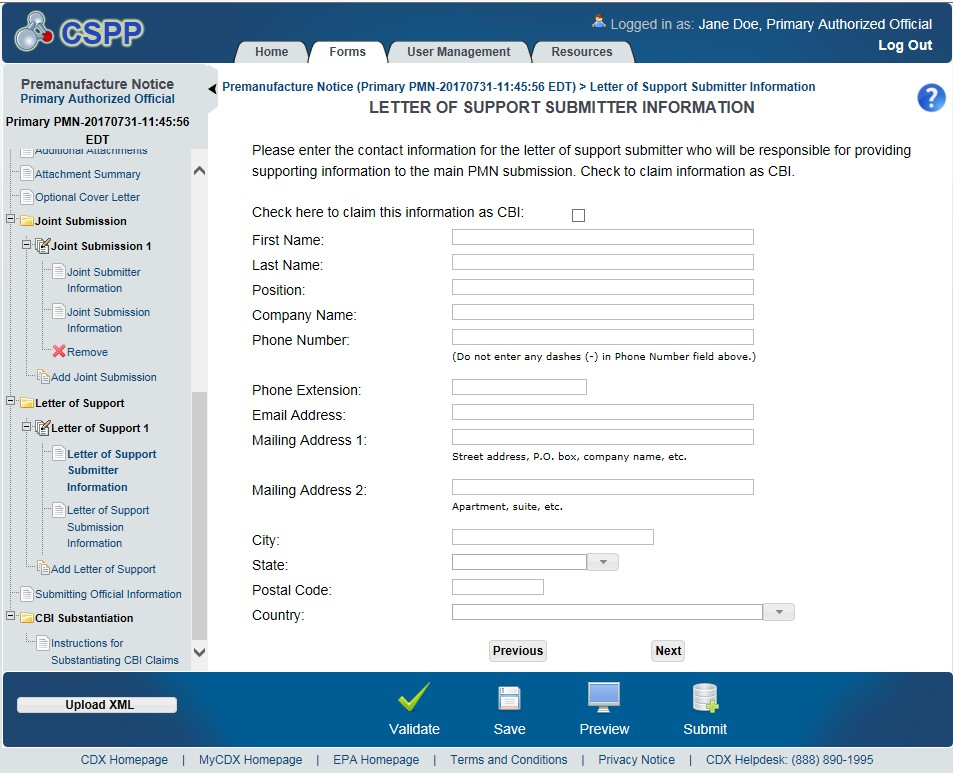 CSPP
Logged in as: Jane Doe, Primary Authorized Official
Log Out
Home
Forms
User Management
Resources
Premanufacture Notice
Primary Authorized Official
Primary PMN-20170731-11:45:56
EDT
Additional Attachments
Attachment Summary
Optional Cover Letter
Joint Submission
Joint Submission 1
Joint Submitter
Information
Joint Submission
Information
Remove
Add Joint Submission
Letter of Support
Letter of Support 1
Letter of Support
Submitter
Information
Letter of Support
Submission
Information
Add Letter of Support
Submitting Official Information
CBI Substantiation
Instructions for
Substantiating CBI Claims
Premanufacture Notice (Primary PMN-20170731-11:45:56 EDT) > Letter of Support Submitter Information
?
LETTER OF SUPPORT SUBMITTER INFORMATION
Please enter the contact information for the letter of support submitter who will be responsible for providing
supporting information to the main PMN submission. Check to claim information as CBI.
Check here to claim this information as CBI:
First Name:
Last Name:
Position:
Company Name:
Phone Number:
(Do not enter any dashes (-) in Phone Number field above.)
Phone Extension:
Email Address:
Mailing Address 1:
Street address, P.O. box, company name, etc.
Mailing Address 2:
Apartment, suite, etc.
City:
State:
Postal Code:
Country:
Previous
Next
Upload XML
Validate
Save
Preview
Submit
CDX Homepage | MyCDX Homepage | EPA Homepage | Terms and Conditions | Privacy Notice | CDX Helpdesk: (888) 890-1995